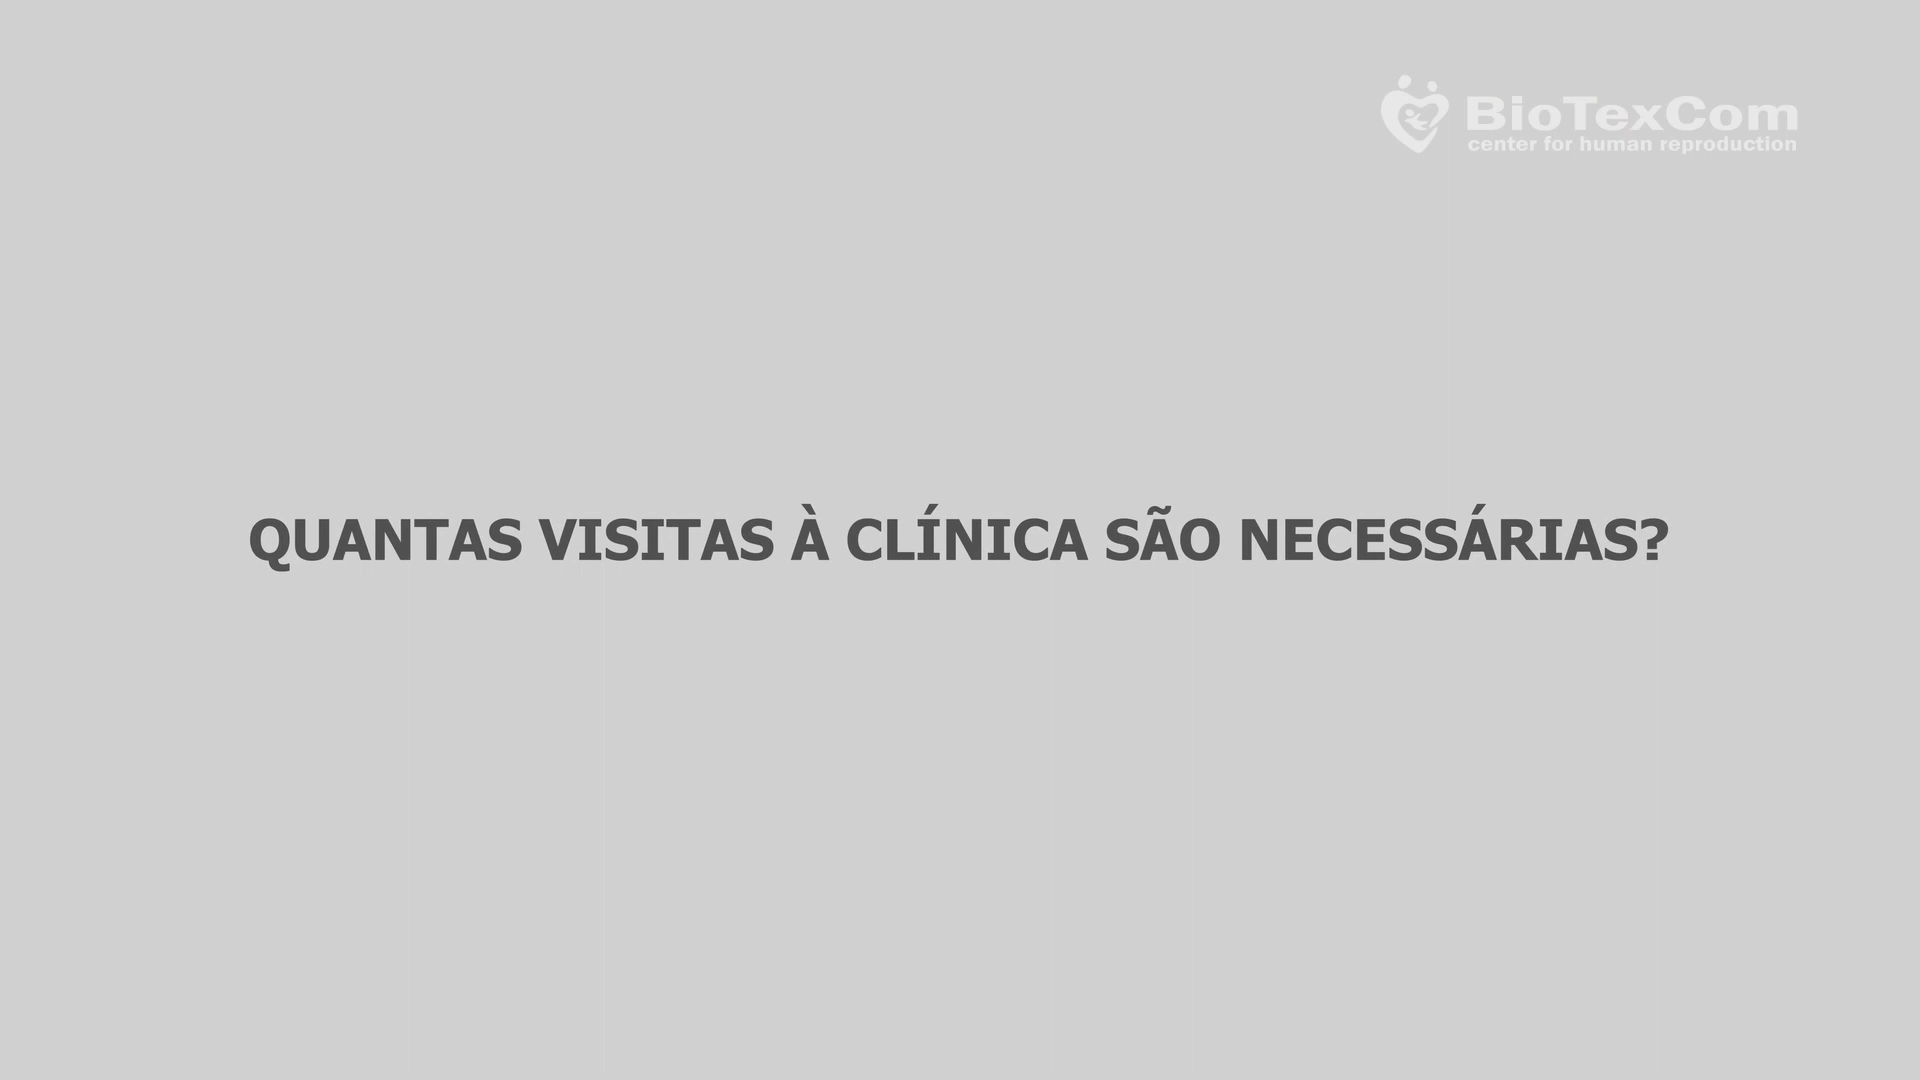 BioTexCom
center for human reproduction
QUANTAS VISITAS À CLÍNICA SÃO NECESSÁRIAS?